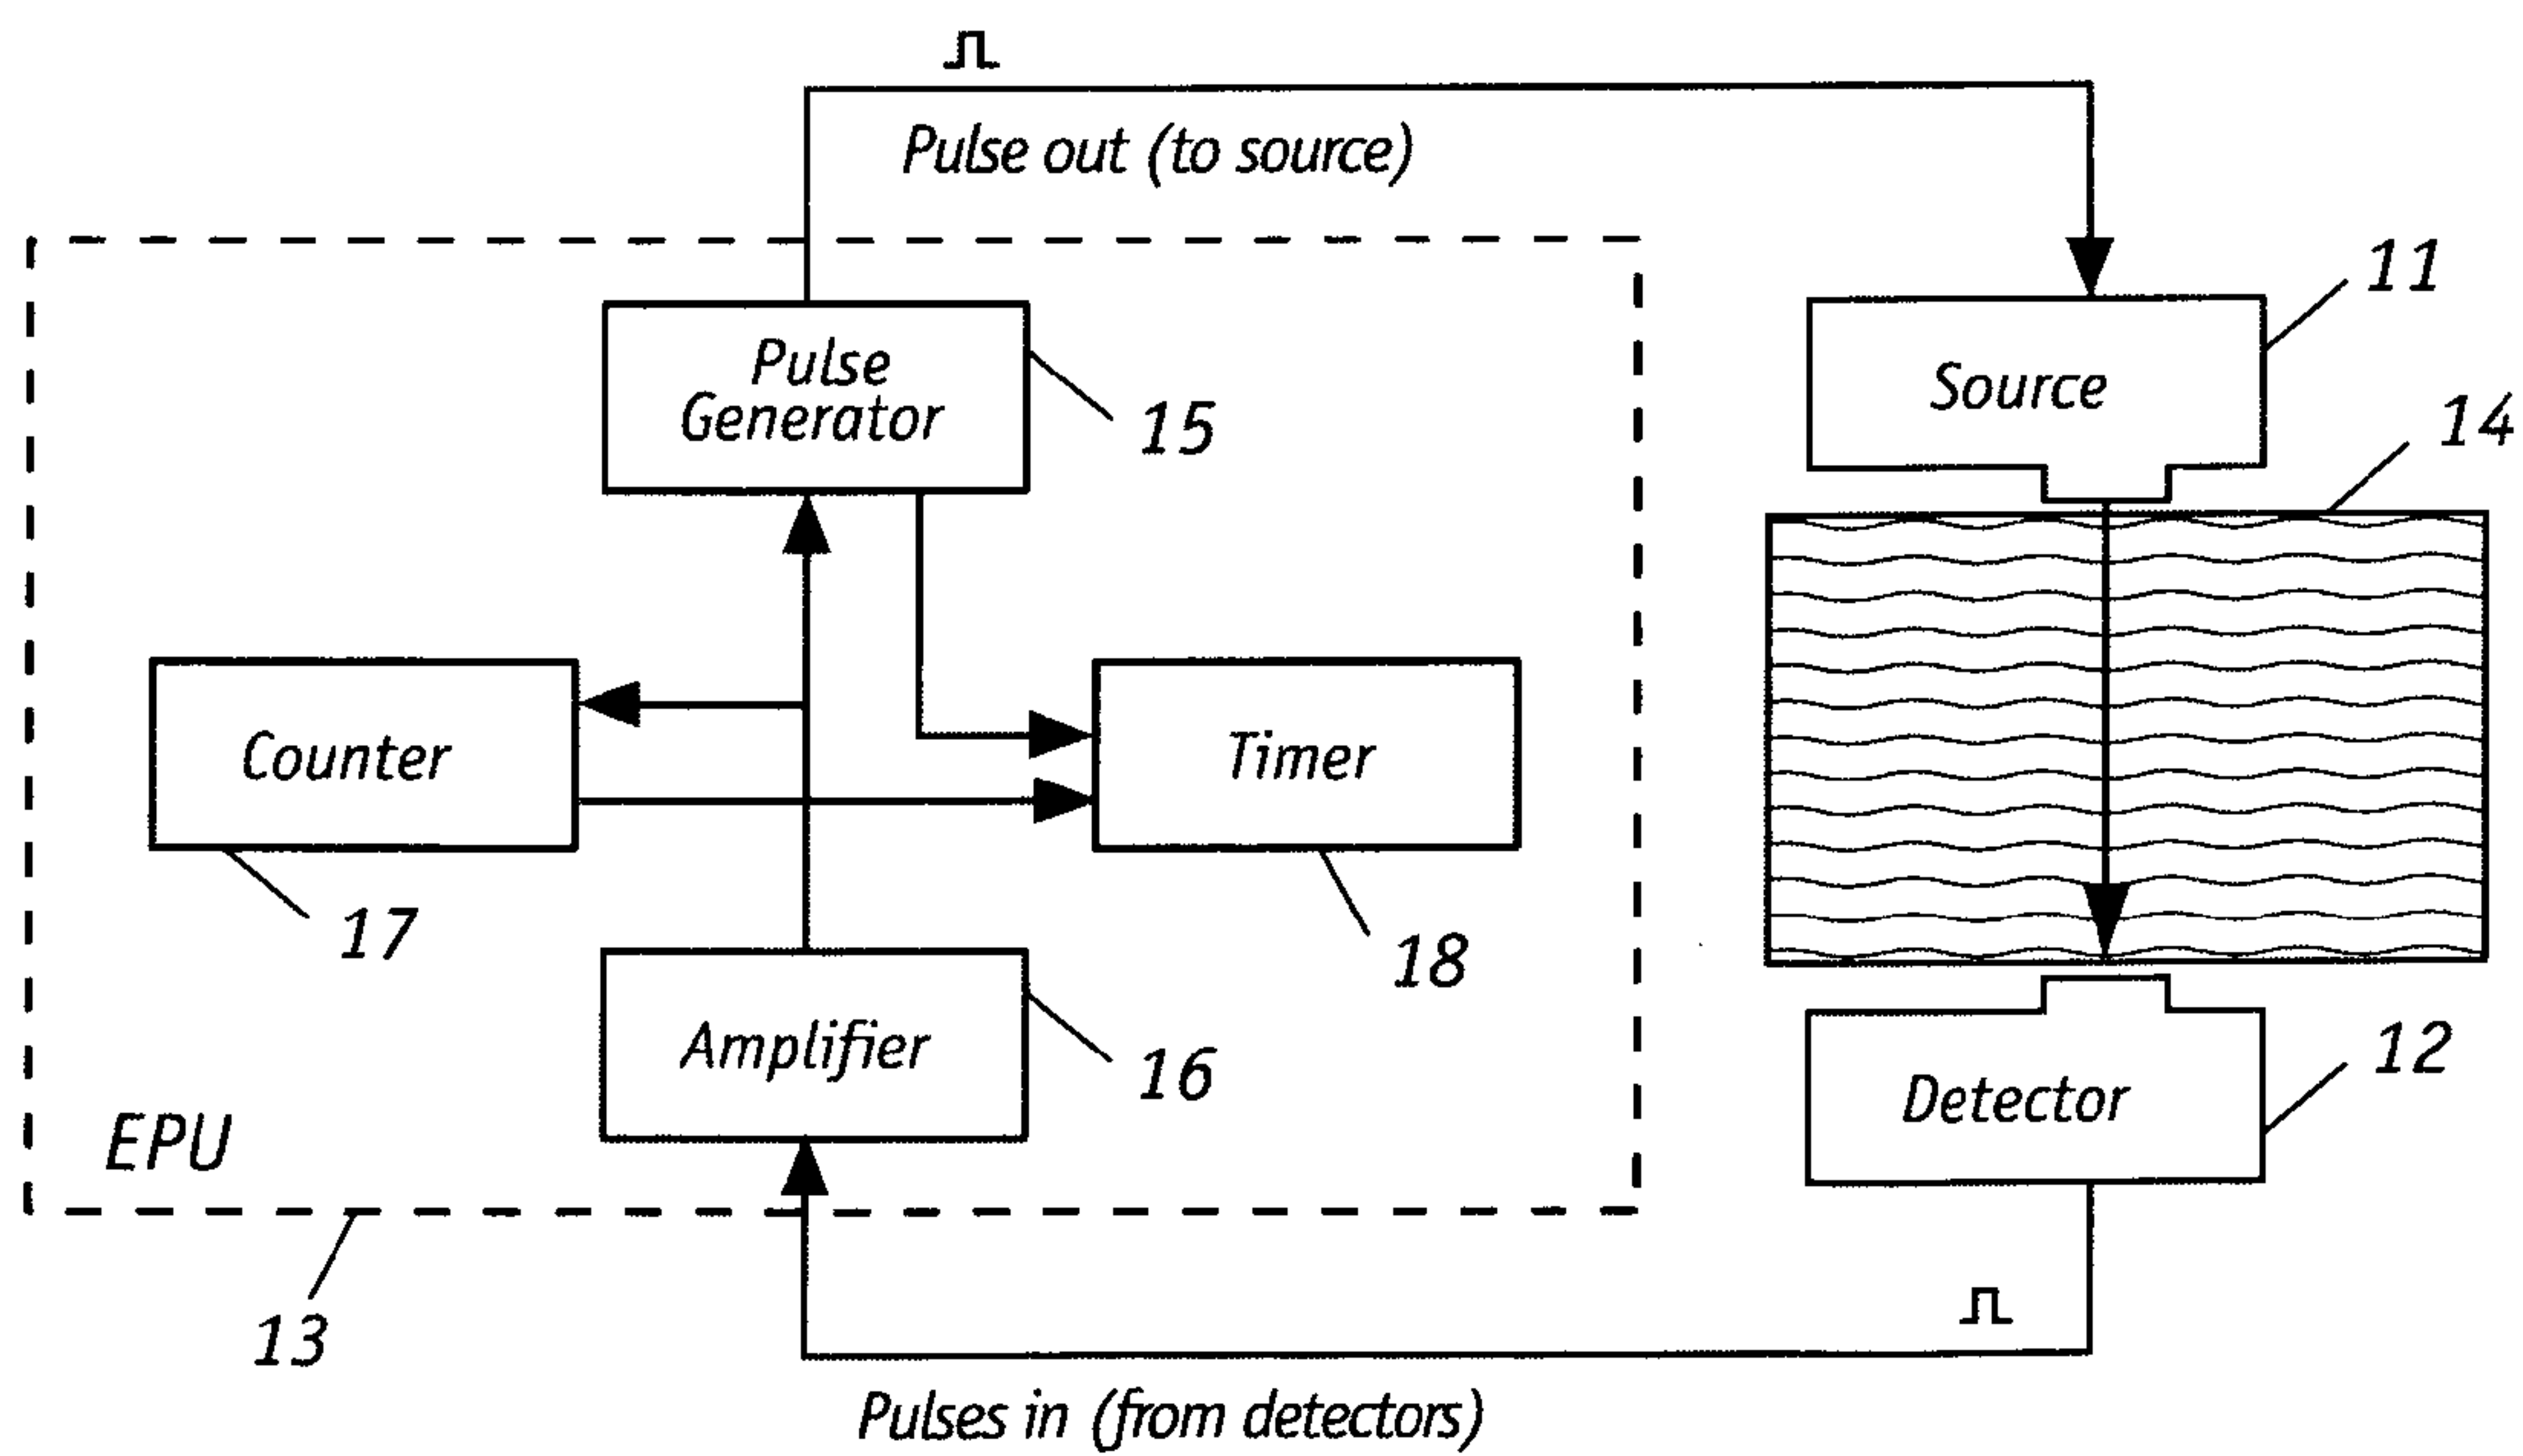 Pulse out (to source)
11
Pulse
Generator
15
Source
14
Counter
Timer
17
18
Amplifier
16
12
Detector
EPU
13
Pulses in (from detectors)